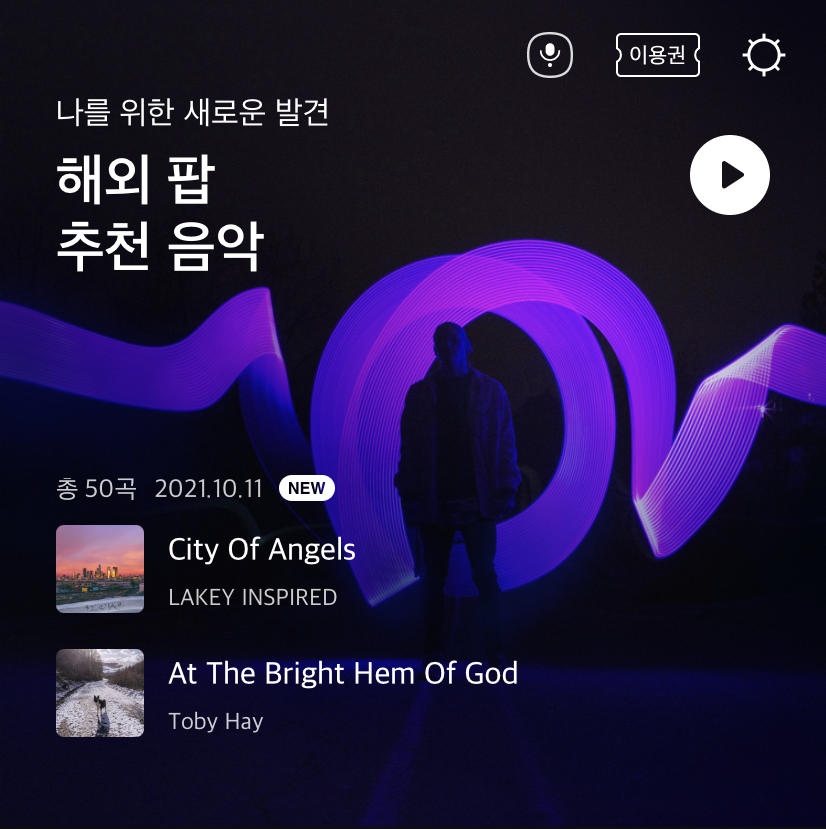 이용권
나를 위한 새로운 발견
해외 팝
추천 음악
총 50곡 2021.10.11 NEW
City Of Angels
LAKEY INSPIRED
At The Bright Hem Of God
Toby Hay